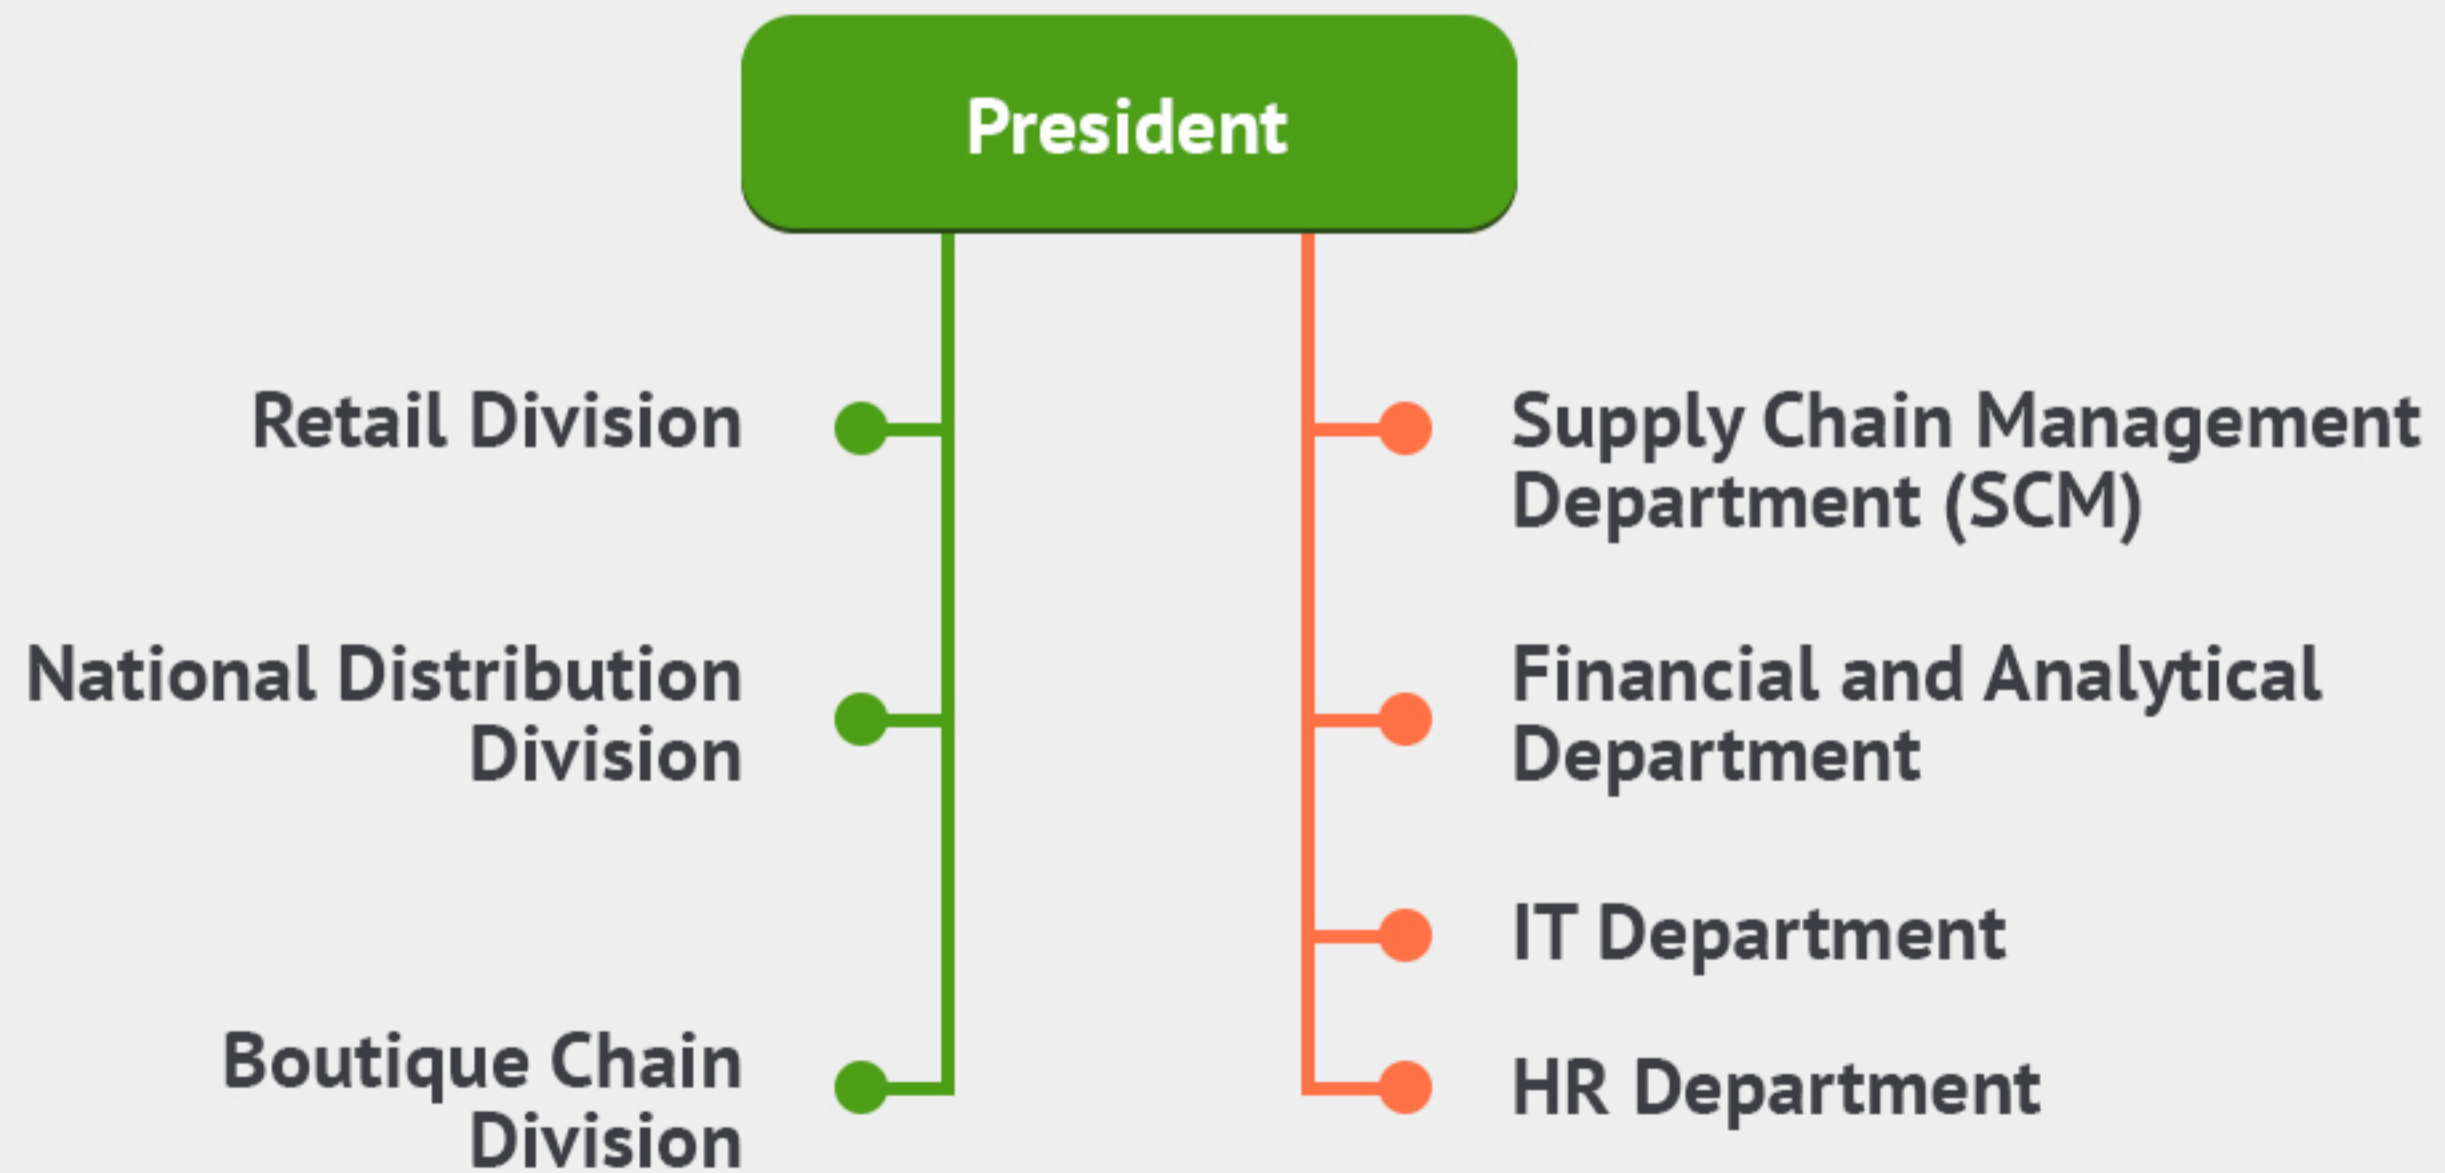 President
Retail Division
National Distribution
Division
Boutique Chain
Division
Supply Chain Management
Department (SCM)
Financial and Analytical
Department
IT Department
HR Department